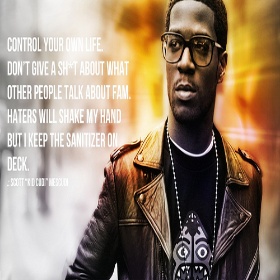 CONTROL YOUR OWN LIFE.
DON'T GIVE A SH*T ABOUT WHAT
OTHER PEOPLE TALK ABOUT FAM.
HATERS WILL SHAKE MY HAND
BUT I KEEP THE SANITIZER ON
DECK.
SCOTT "KID CUDI"